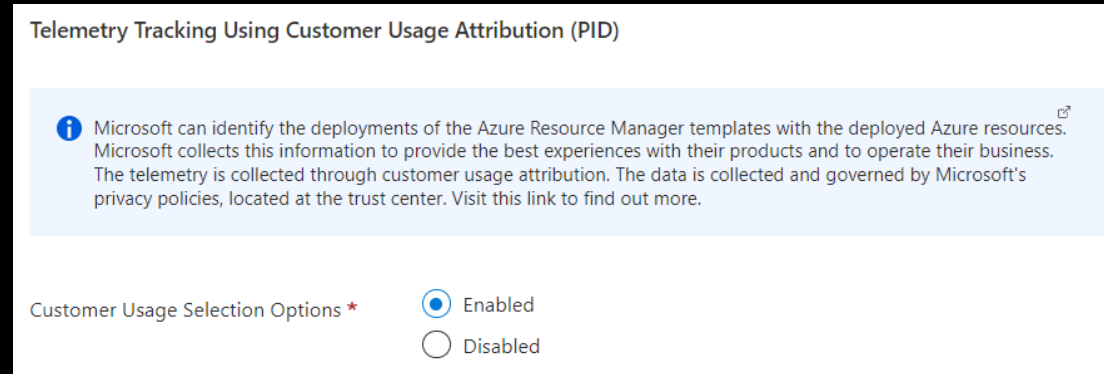 Telemetry Tracking Using Customer Usage Attribution (PID)
Microsoft can identify the deployments of the Azure Resource Manager templates with the deployed Azure resources.
Microsoft collects this information to provide the best experiences with their products and to operate their business.
The telemetry is collected through customer usage attribution. The data is collected and governed by Microsoft's
privacy policies, located at the trust center. Visit this link to find out more.
Customer Usage Selection Options *
Enabled
Disabled